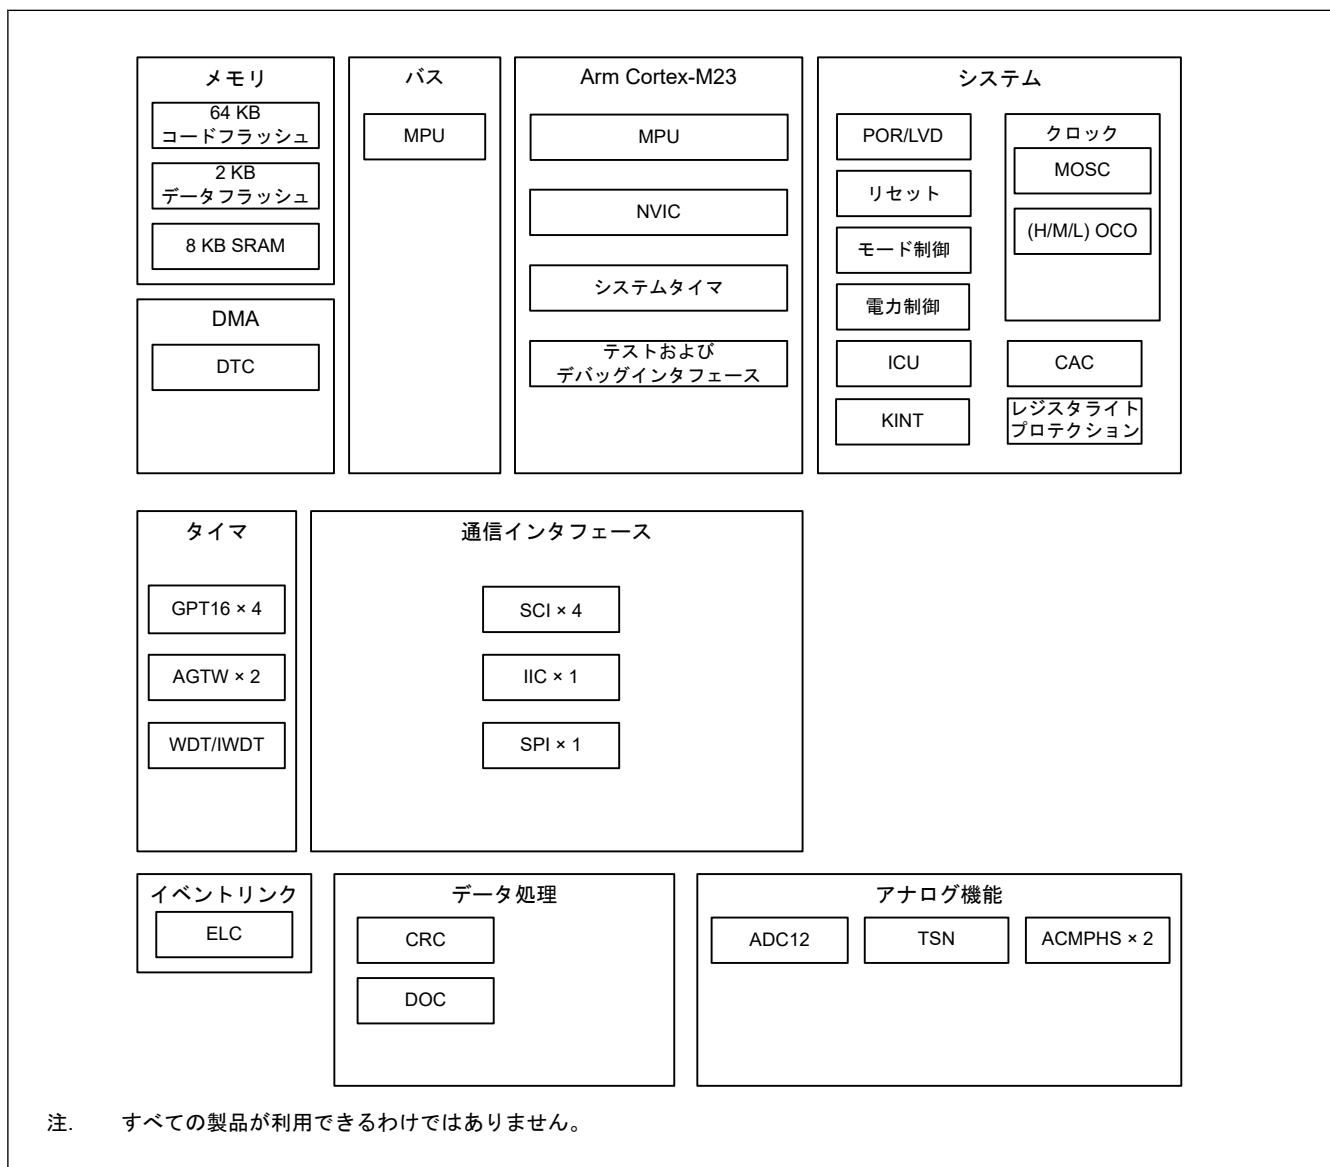 メモリ
64 KB
コードフラッシュ
2 KB
データフラッシュ
8 KB SRAM
DMA
DTC
バス
MPU
Arm Cortex-M23
MPU
NVIC
システムタイマ
テストおよび
デバッグインタフェース
システム
POR/LVD
リセット
モード制御
電力制御
ICU
KINT
クロック
MOSC
(H/M/L) OCO
CAC
レジスタライト
プロテクション
タイマ
GPT16 × 4
AGTW × 2
WDT/IWDT
通信インタフェース
SCI × 4
IIC × 1
SPI × 1
イベントリンク
ELC
データ処理
CRC
DOC
アナログ機能
ADC12
TSN
ACMPHS × 2
注. すべての製品が利用できるわけではありません。